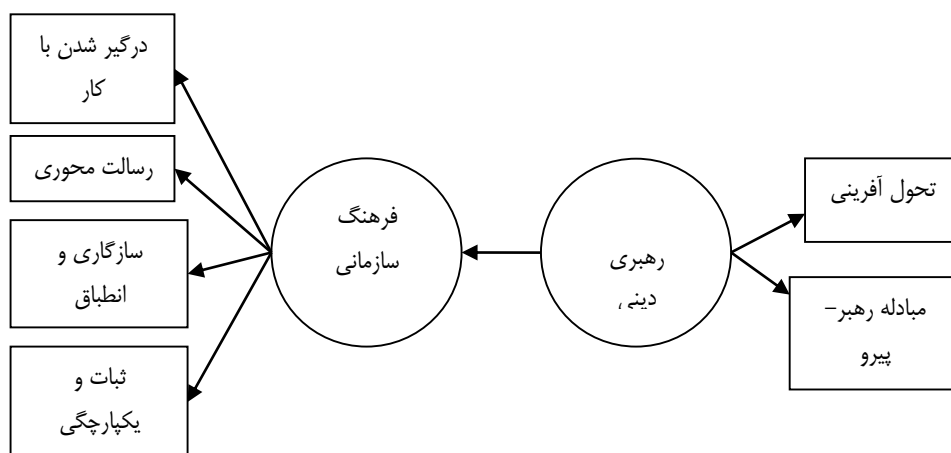 درگیر شدن با
کار
رسالت محوری
سازگاری و
انطباق
ثبات و
یکپارچگی
فرهنگ
سازمانی
رهبری
دینی
تحول آفرینی
مبادله رهبر–
پیرو